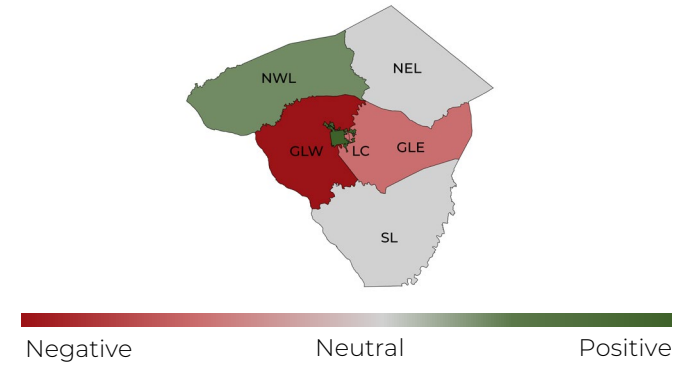 NEL
NWL
GLW
LC
GLE
SL
Negative
Neutral
Positive